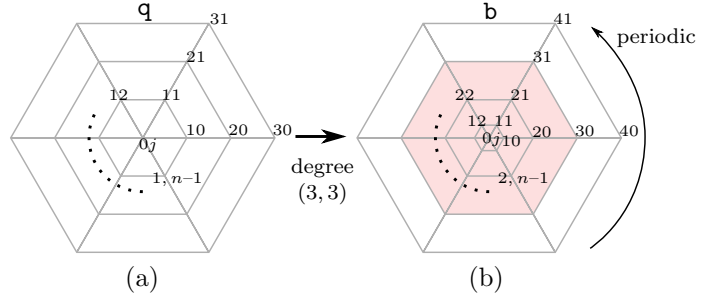 q
31
21
12 11
0j 10 20 30
1, n–1
(a)
degree
(3, 3)
b
41
31
22 21
12 11
0j 10 20 30 40
2, n–1
periodic
(b)